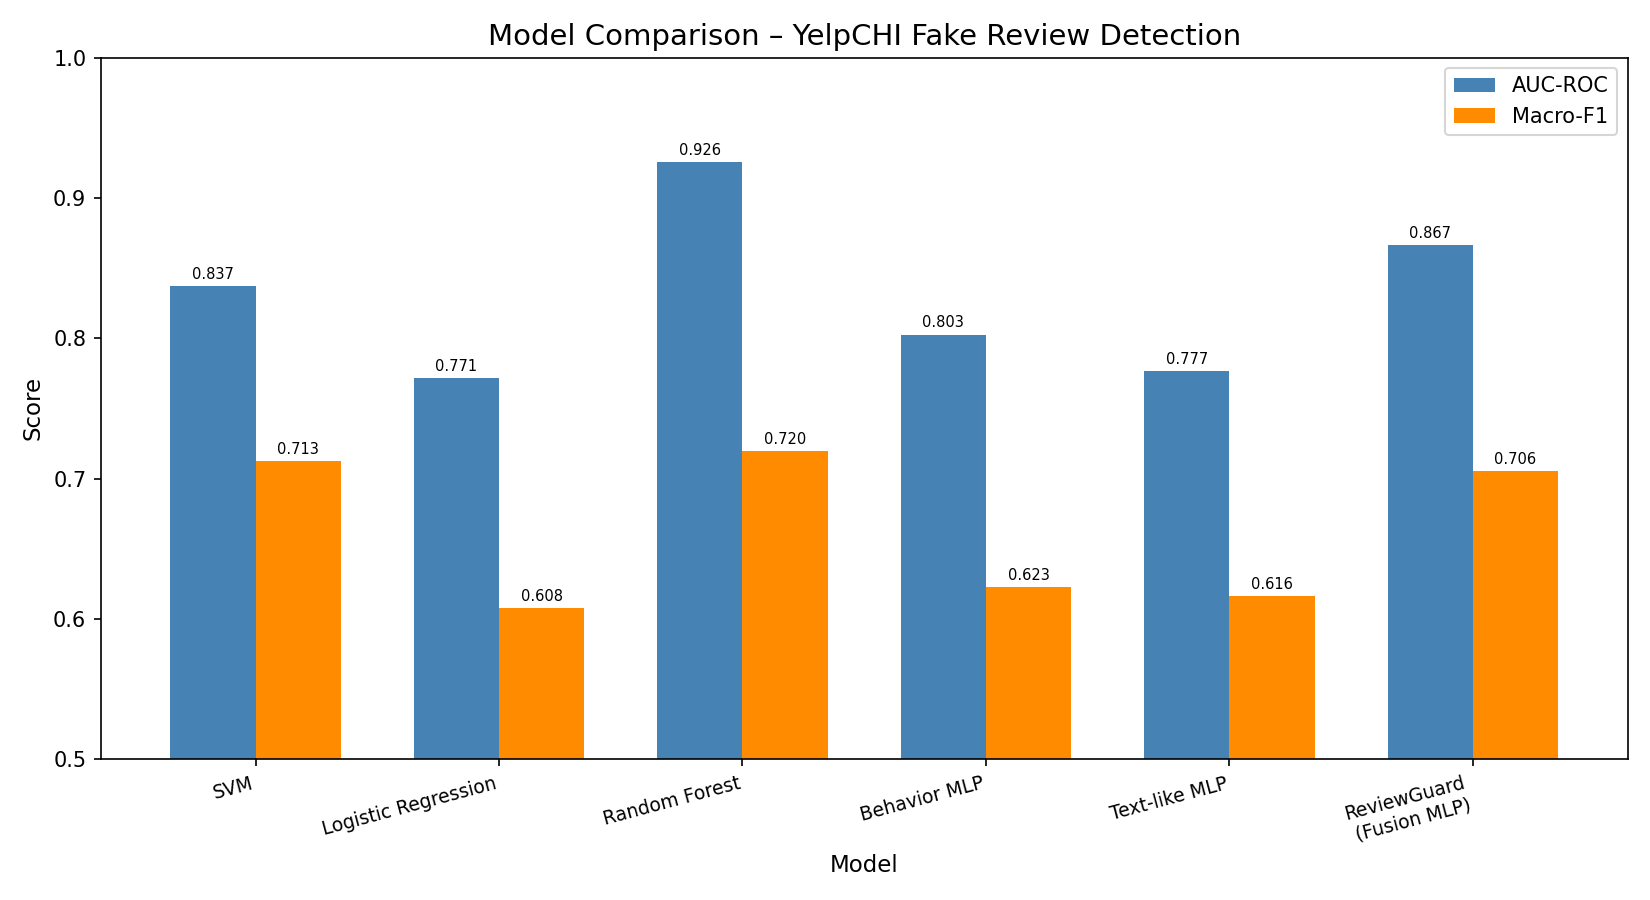 Model Comparison – YelpCHI Fake Review Detection
AUC-ROC
Macro-F1
Score
1.0
0.9
0.8
0.7
0.6
0.5
0.837
0.713
0.771
0.608
0.926
0.720
0.803
0.623
0.777
0.616
0.867
0.706
SVM
Logistic Regression
Random Forest
Behavior MLP
Text-like MLP
ReviewGuard
(Fusion MLP)
Model